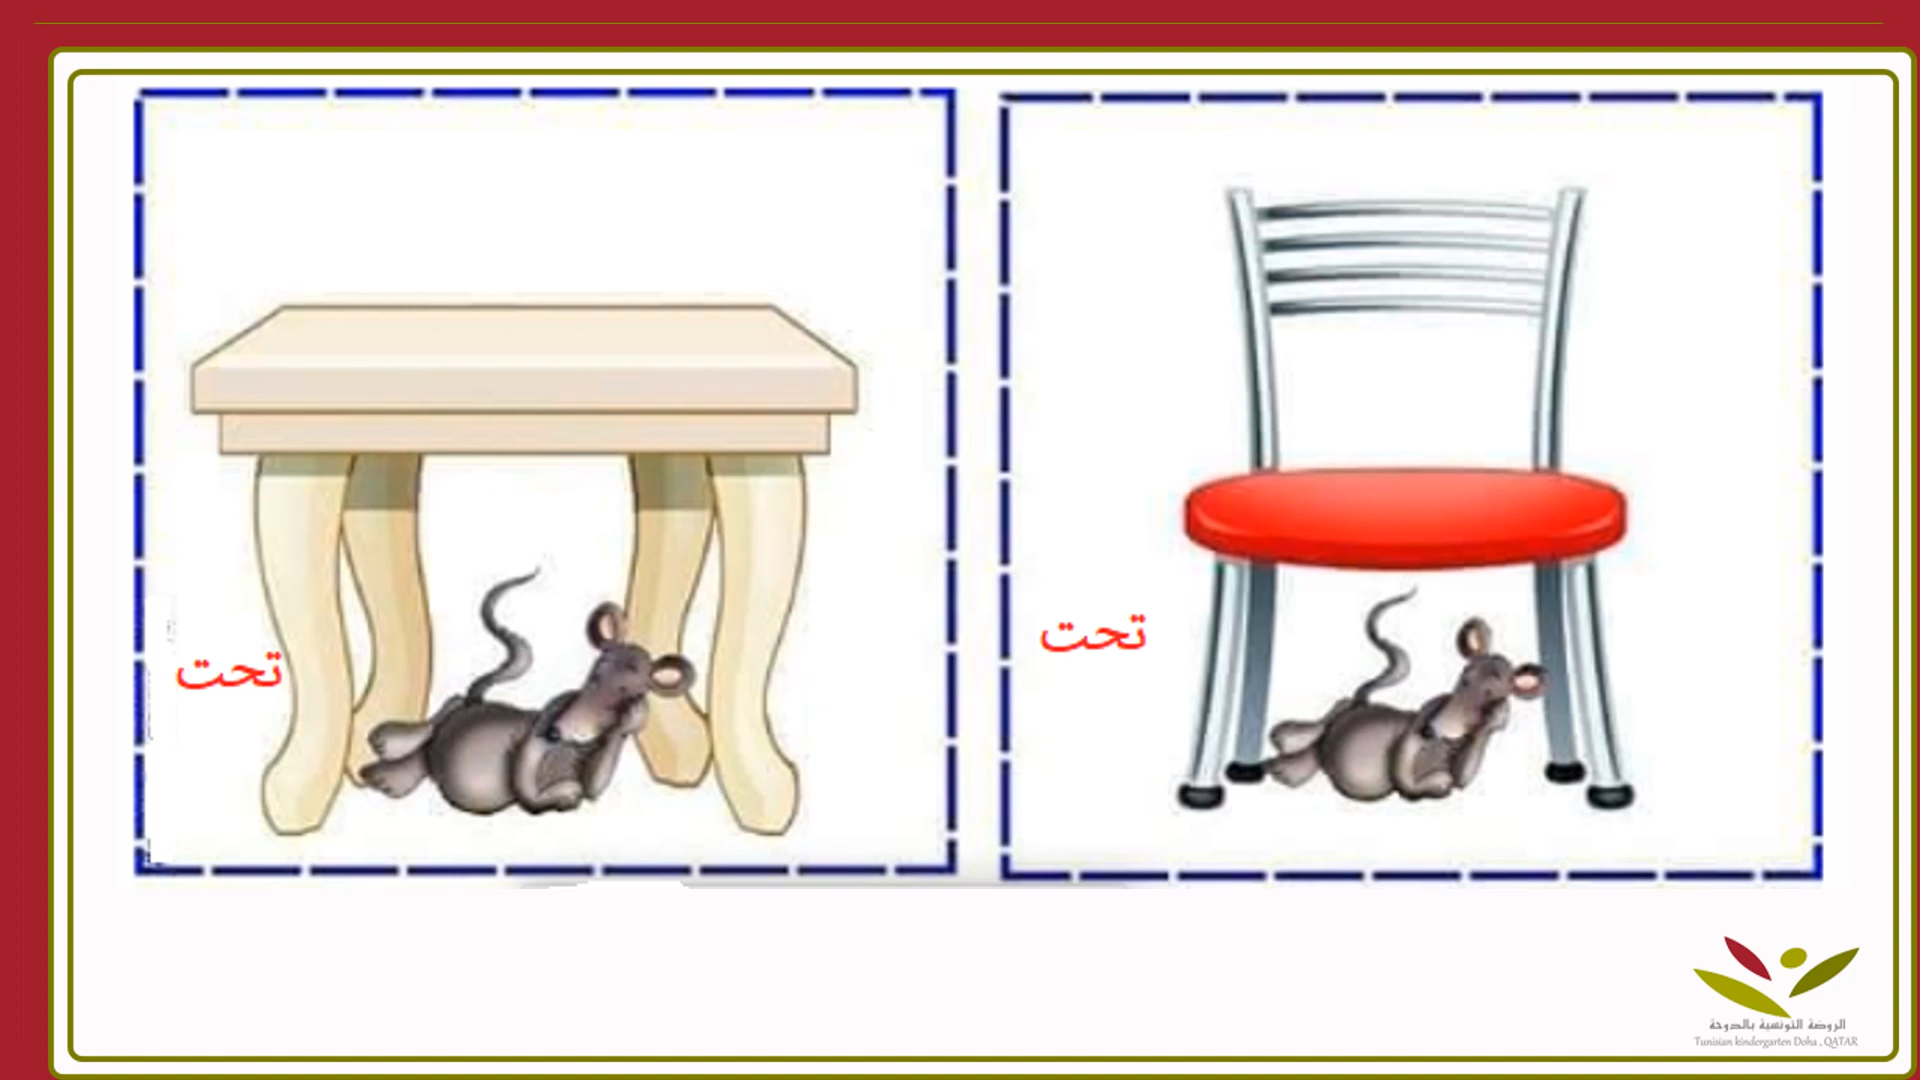 تحت
تحت
الروضة التونسية بالدوحة
Tunisian kindergarten Doha , QATAR